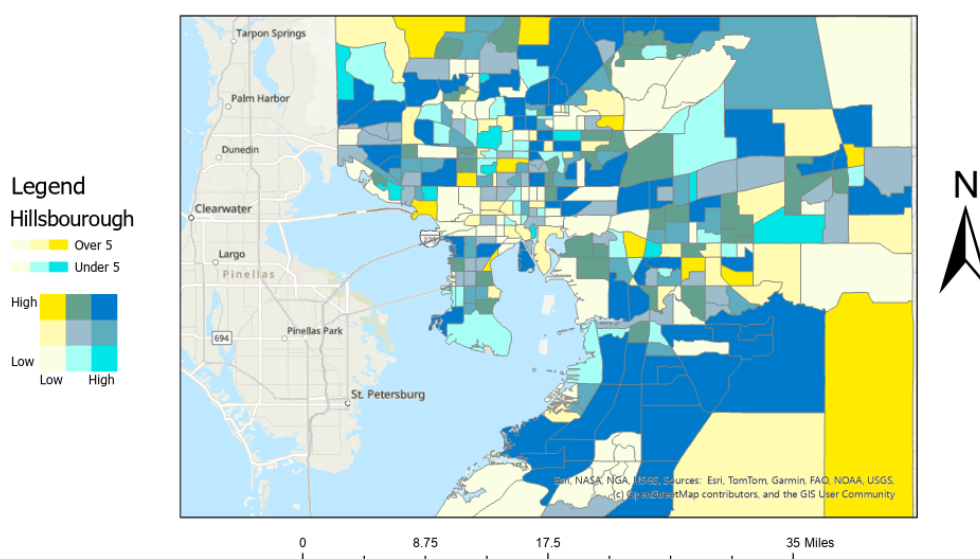 Tarpon Springs
Palm Harbor
Dunedin
Clearwater
Largo
Pinellas
Pinellas Park
694
St. Petersburg
Legend
Hillsbourough
Over 5
Under 5
High
Low
Low High
N
Esri, NASA, NGA, USGS, Sources: Esri, TomTom, Garmin, FAO, NOAA, USGS,
(c) OpenStreetMap contributors, and the GIS User Community
0 8.75 17.5 35 Miles